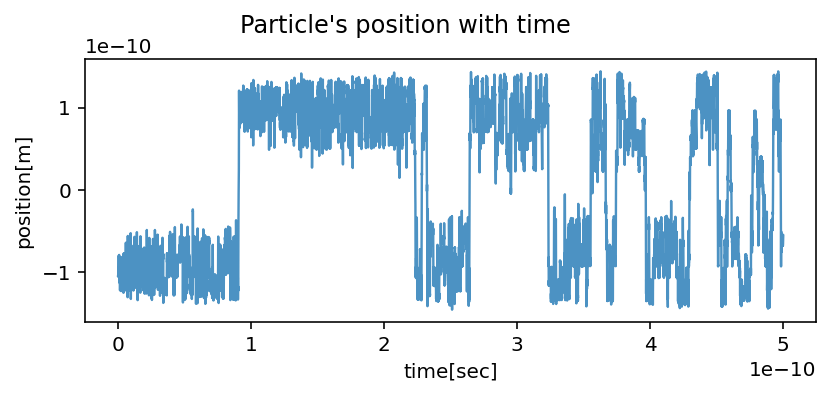 Particle's position with time
1e−10
1
0
−1
position[m]
0 1 2 3 4 5
time[sec]
1e−10